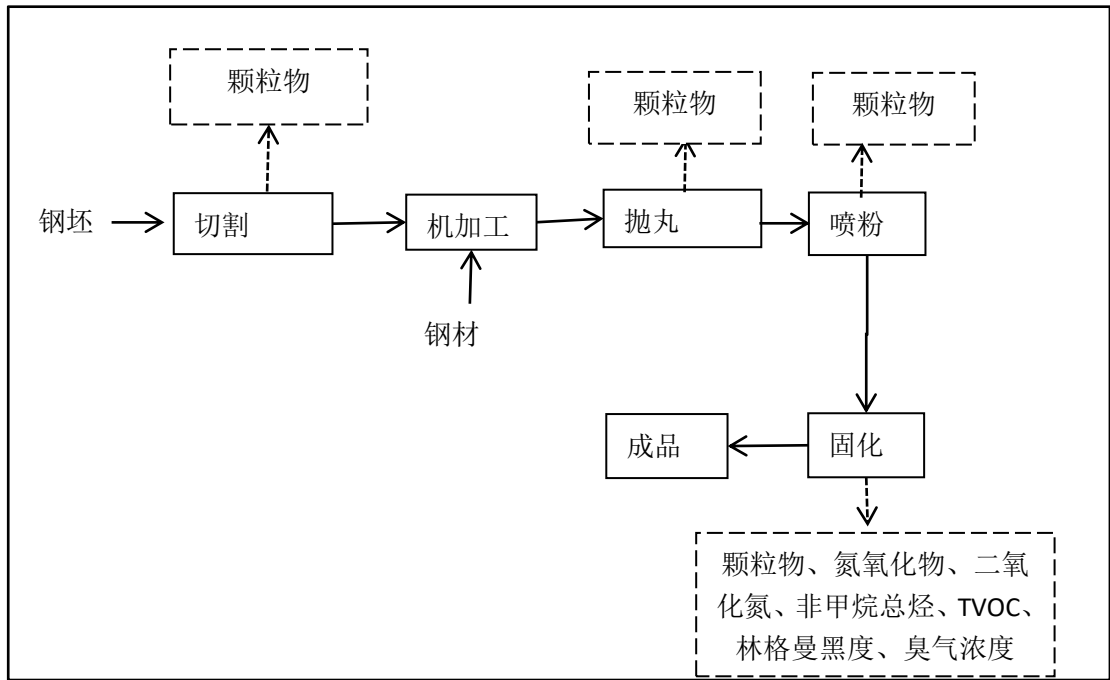 颗粒物
颗粒物
颗粒物
钢坯
切割
机加工
抛丸
喷粉
钢材
成品
固化
颗粒物、氮氧化物、二氧
化氮、非甲烷总烃、TVOC、
林格曼黑度、臭气浓度